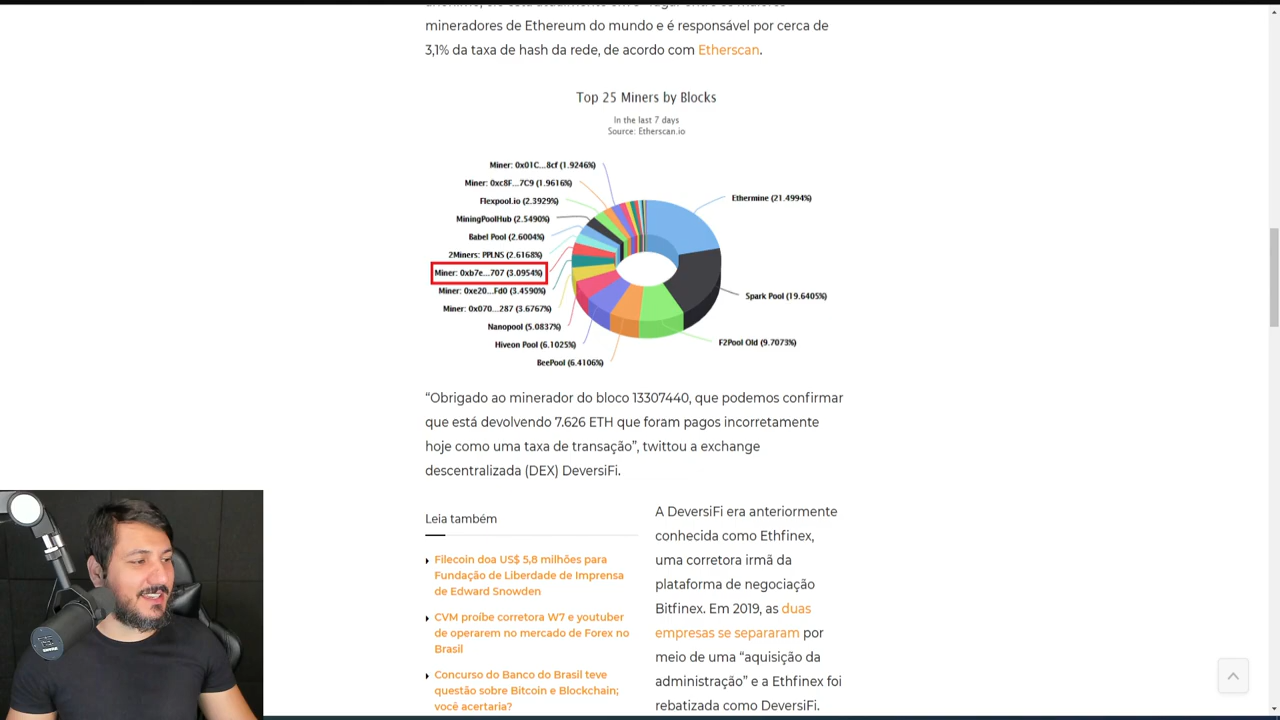 mineradores de Ethereum do mundo e é responsável por cerca de
3,1% da taxa de hash da rede, de acordo com Etherscan.
Top 25 Miners by Blocks
In the last 7 days
Source: Etherscan.io
Miner: 0x01C...8cf (1.9246%)
Miner: 0xc8F...7C9 (1.9616%)
Flexpool.io (2.3929%)
MiningPoolHub (2.5490%)
Babel Pool (2.6004%)
2Miners: PPLNS (2.6168%)
Miner: 0xb7e...707 (3.0954%)
Miner: 0xe20...Fd0 (3.4590%)
Miner: 0x070...287 (3.6767%)
Nanopool (5.0837%)
Hiveon Pool (6.1025%)
BeePool (6.4106%)
Ethermine (21.4994%)
Spark Pool (19.6405%)
F2Pool Old (9.7073%)
“Obrigado ao minerador do bloco 13307440, que podemos confirmar
que está devolvendo 7.626 ETH que foram pagos incorretamente
hoje como uma taxa de transação”, twittou a exchange
descentralizada (DEX) DeversiFi.
Leia também
Filecoin doa US$ 5,8 milhões para
Fundação de Liberdade de Imprensa
de Edward Snowden
CVM proíbe corretora W7 e youtuber
de operarem no mercado de Forex no
Brasil
Concurso do Banco do Brasil teve
questão sobre Bitcoin e Blockchain;
você acertaria?
A DeversiFi era anteriormente
conhecida como Ethfinex,
uma corretora irmã da
plataforma de negociação
Bitfinex. Em 2019, as duas
empresas se separaram por
meio de uma “aquisição da
administração” e a Ethfinex foi
rebatizada como DeversiFi.